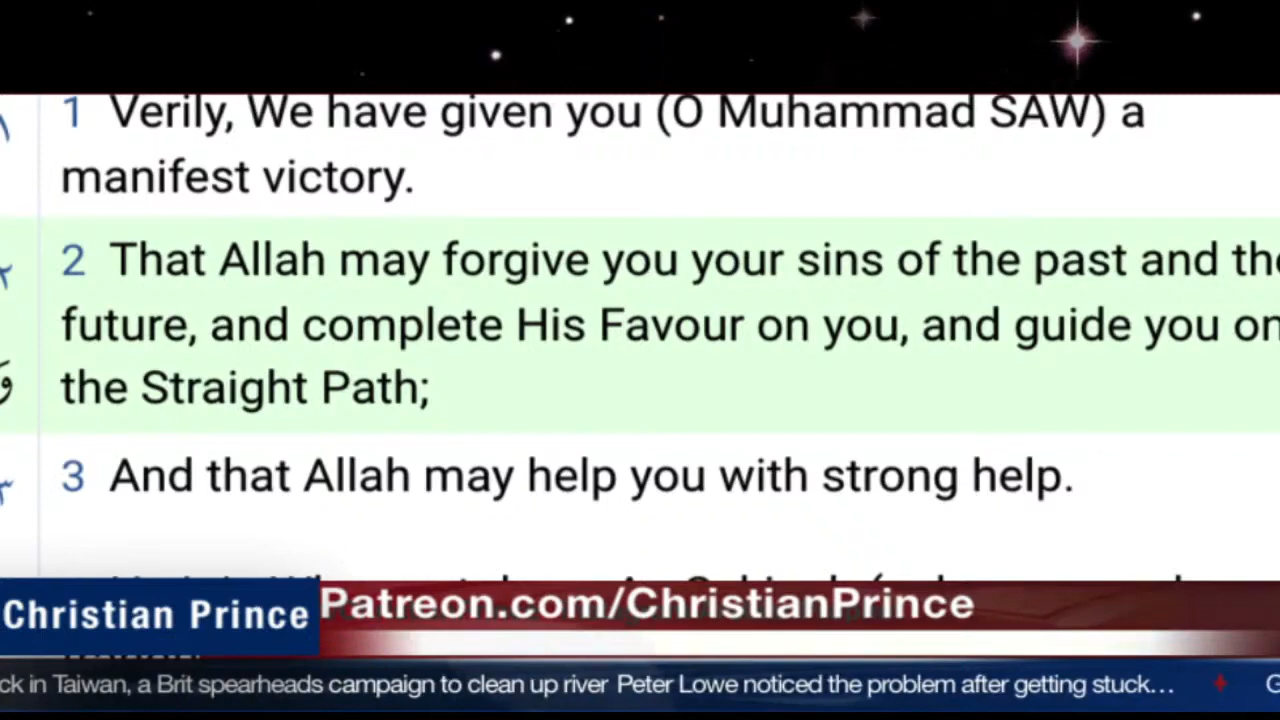 1 Verily, We have given you (O Muhammad SAW) a
manifest victory.
2 That Allah may forgive you your sins of the past and the
future, and complete His Favour on you, and guide you on
the Straight Path;
3 And that Allah may help you with strong help.
Christian Prince
Patreon.com/ChristianPrince
ck in Taiwan, a Brit spearheads campaign to clean up river Peter Lowe noticed the problem after getting stuck... G